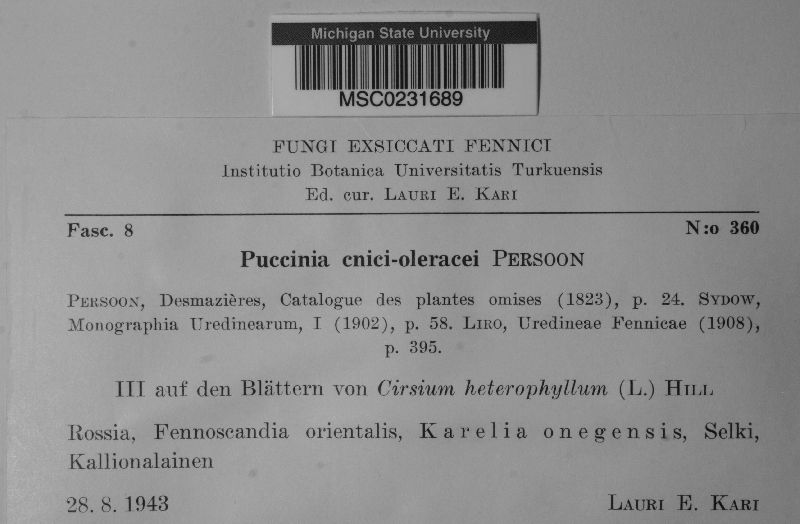 Michigan State University
MSC0231689
FUNGI EXSICCATI FENNICI
Institutio Botanica Universitatis Turkuensis
Ed. cur. LAURI E. KARI
Fasc. 8 N:o 360
Puccinia cnici-oleracei PERSOON
PERSOON, Desmazières, Catalogue des plantes omises (1823), p. 24. SYDOW,
Monographia Uredinearum, I (1902), p. 58. LIRO, Uredineae Fennicae (1908),
p. 395.
III auf den Blättern von Cirsium heterophyllum (L.) HILL
Rossia, Fennoscandia orientalis, Karelia onegensis, Selki,
Kallionalainen
28. 8. 1943 LAURI E. KARI